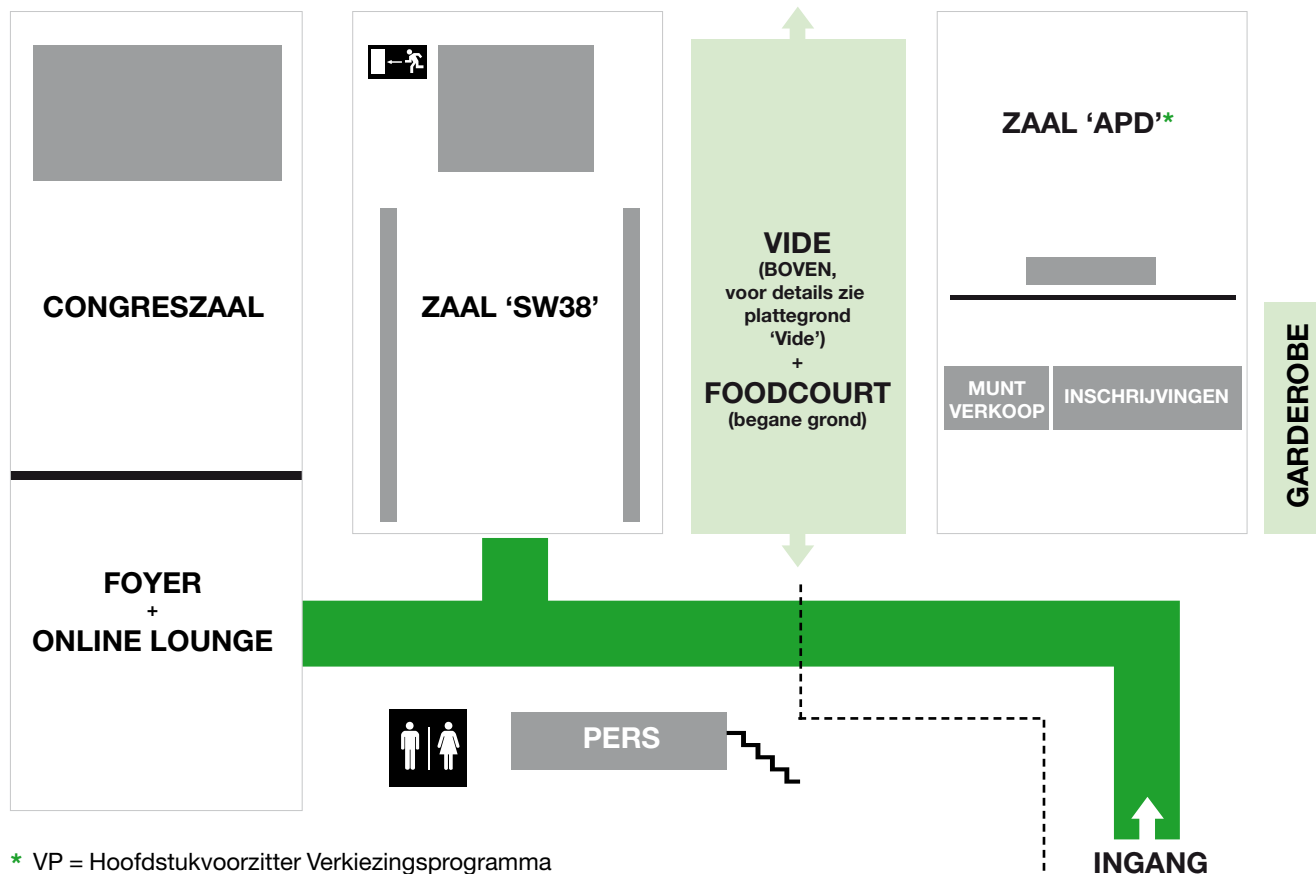 CONGRESZAAL
FOYER
+
ONLINE LOUNGE
ZAAL ‘SW38’
VIDE
(BOVEN,
voor details zie
plattegrond
‘Vide’)
+
FOODCOURT
(begane grond)
ZAAL ‘APD’*
MUNT
VERKOOP
INSCHRIJVINGEN
GARDEROBE
PERS
INGANG
* VP = Hoofdstukvoorzitter Verkiezingsprogramma